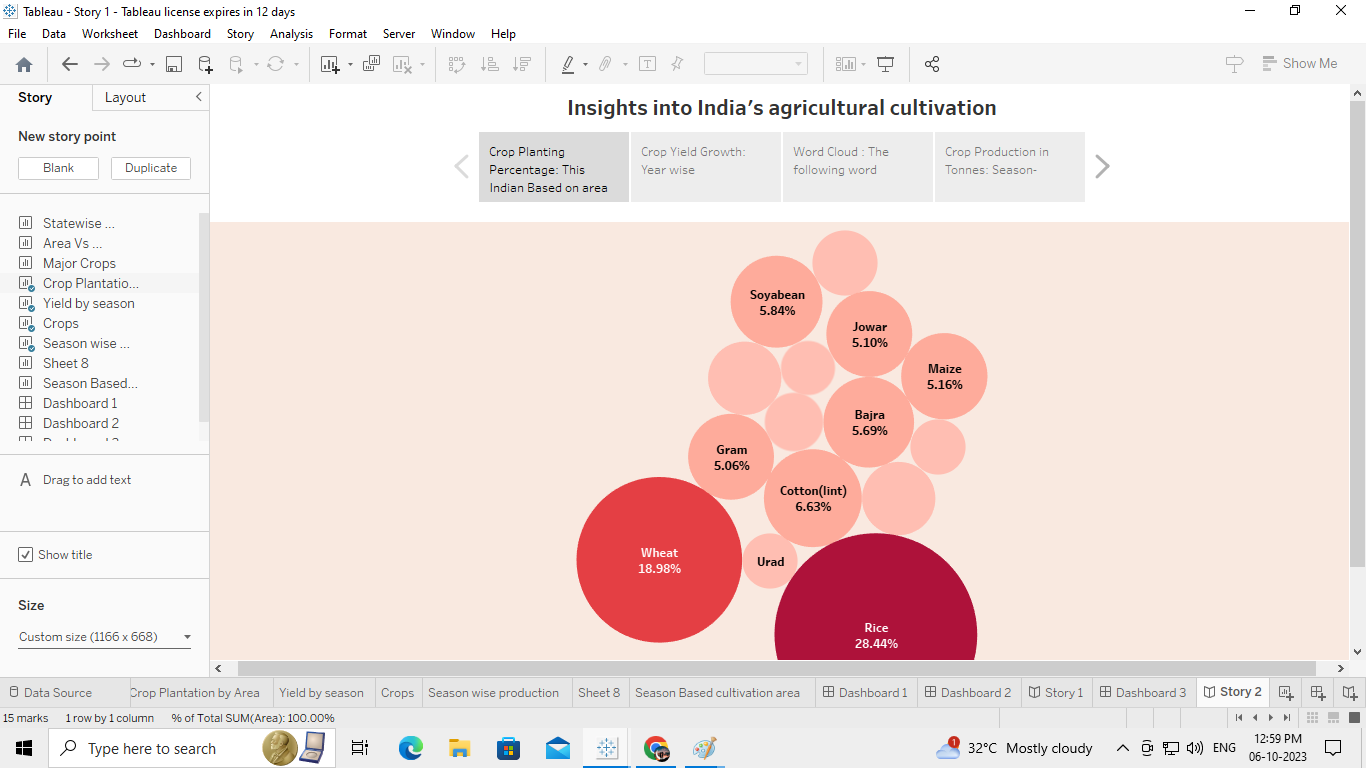 Tableau - Story 1 - Tableau license expires in 12 days
File Data Worksheet Dashboard Story Analysis Format Server Window Help
Show Me
Story Layout
New story point
Blank Duplicate
Statewise ...
Area Vs ...
Major Crops
Crop Plantatio...
Yield by season
Crops
Season wise ...
Sheet 8
Season Based...
Dashboard 1
Dashboard 2
Dashboard 3
A Drag to add text
Show title
Size
Custom size (1166 x 668)
Insights into India's agricultural cultivation
Crop Planting
Percentage: This
Indian Based on area
Crop Yield Growth:
Year wise
Word Cloud : The
following word
Crop Production in
Tonnes: Season-
Soyabean
5.84%
Jowar
5.10%
Maize
5.16%
Bajra
5.69%
Gram
5.06%
Cotton(lint)
6.63%
Wheat
18.98%
Urad
Rice
28.44%
Data Source Crop Plantation by Area Yield by season Crops Season wise production Sheet 8 Season Based cultivation area Dashboard 1 Dashboard 2 Story 1 Dashboard 3 Story 2
15 marks 1 row by 1 column % of Total SUM(Area): 100.00%
Type here to search
1
32°C Mostly cloudy
ENG
12:59 PM
06-10-2023